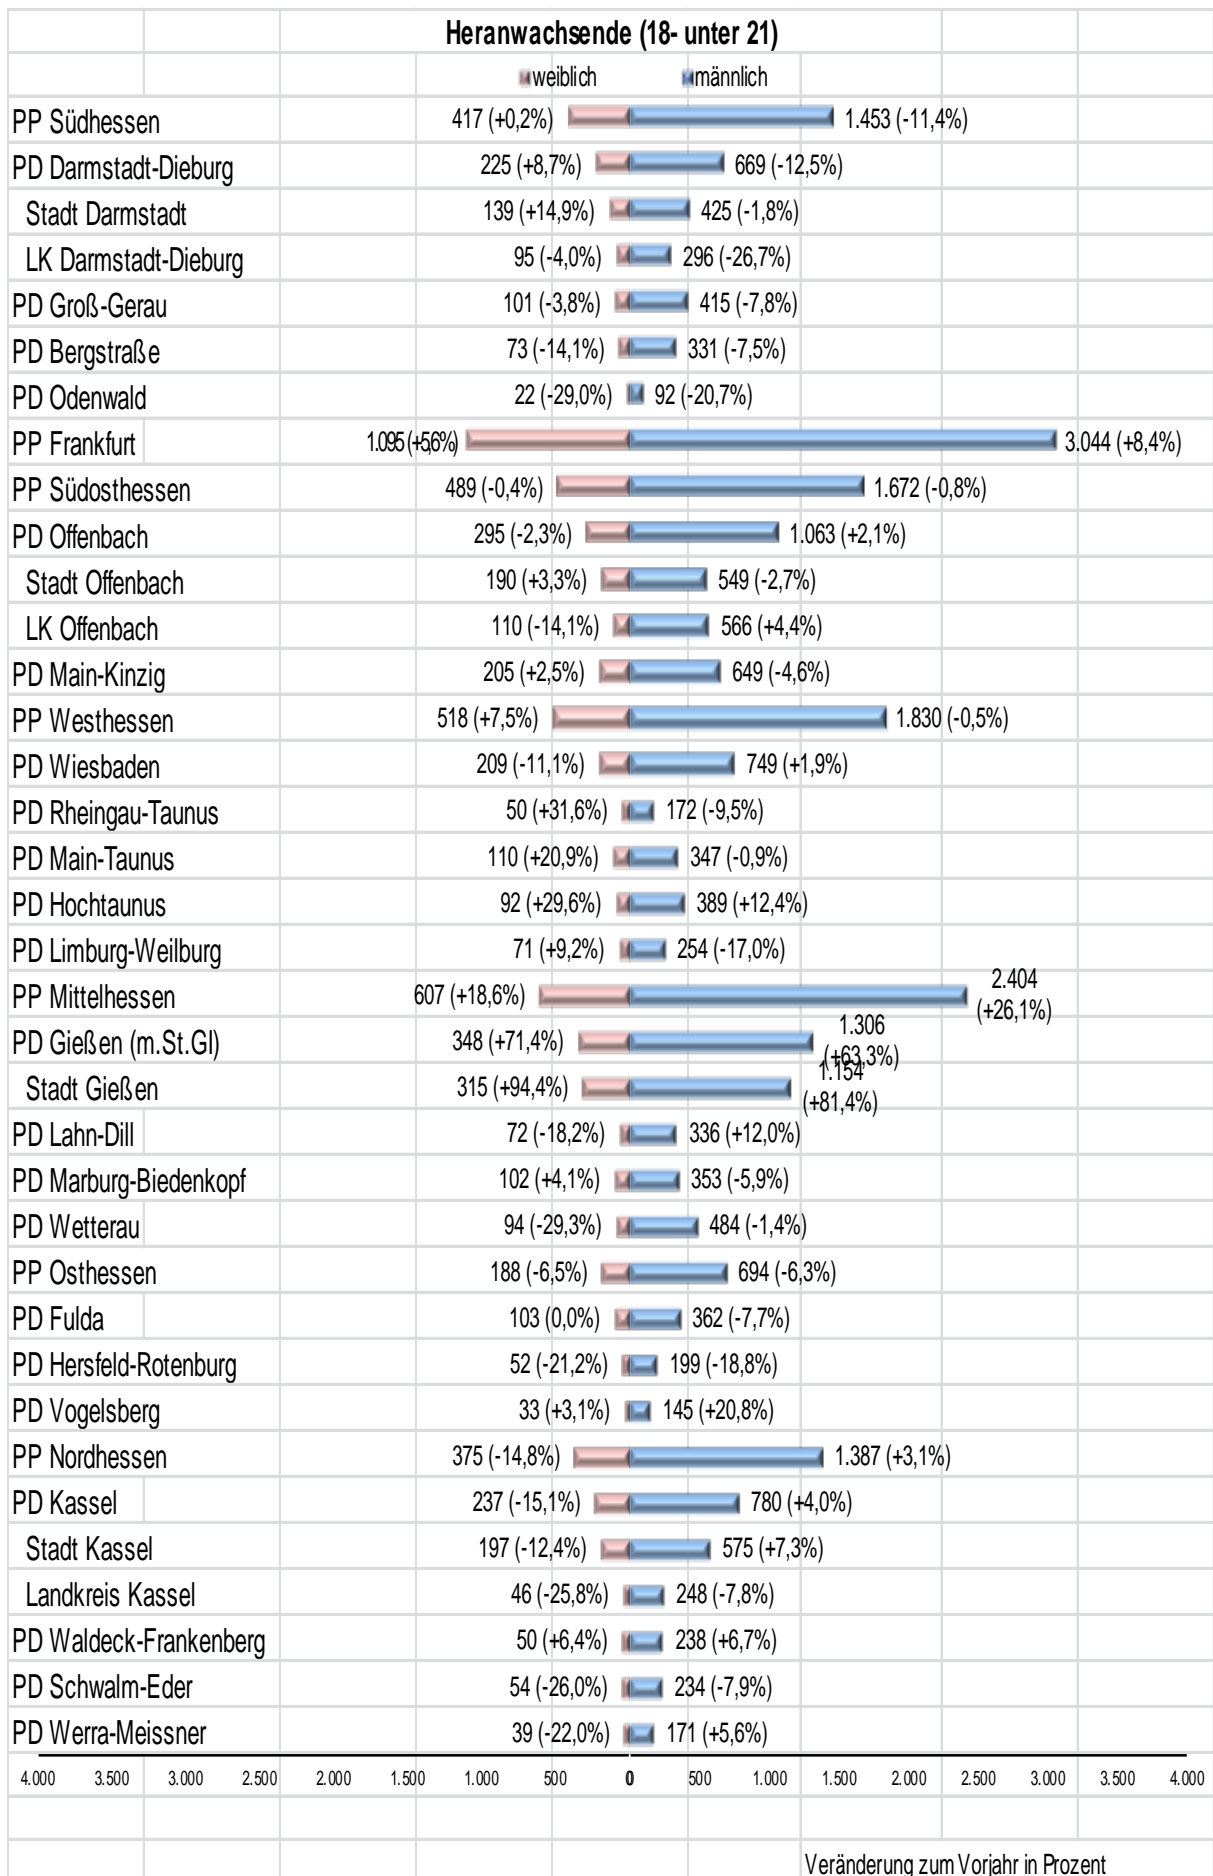 Heranwachsende (18- unter 21)
weiblich männlich
PP Südhessen 417 (+0,2%) 1.453 (-11,4%)
PD Darmstadt-Dieburg 225 (+8,7%) 669 (-12,5%)
Stadt Darmstadt 139 (+14,9%) 425 (-1,8%)
LK Darmstadt-Dieburg 95 (-4,0%) 296 (-26,7%)
PD Groß-Gerau 101 (-3,8%) 415 (-7,8%)
PD Bergstraße 73 (-14,1%) 331 (-7,5%)
PD Odenwald 22 (-29,0%) 92 (-20,7%)
PP Frankfurt 1.095 (+5,6%) 3.044 (+8,4%)
PP Südosthessen 489 (-0,4%) 1.672 (-0,8%)
PD Offenbach 295 (-2,3%) 1.063 (+2,1%)
Stadt Offenbach 190 (+3,3%) 549 (-2,7%)
LK Offenbach 110 (-14,1%) 566 (+4,4%)
PD Main-Kinzig 205 (+2,5%) 649 (-4,6%)
PP Westhessen 518 (+7,5%) 1.830 (-0,5%)
PD Wiesbaden 209 (-11,1%) 749 (+1,9%)
PD Rheingau-Taunus 50 (+31,6%) 172 (-9,5%)
PD Main-Taunus 110 (+20,9%) 347 (-0,9%)
PD Hochtaunus 92 (+29,6%) 389 (+12,4%)
PD Limburg-Weilburg 71 (+9,2%) 254 (-17,0%)
PP Mittelhessen 607 (+18,6%) 2.404
(+26,1%)
PD Gießen (m.St.GI) 348 (+71,4%) 1.306
(+63,3%)
Stadt Gießen 315 (+94,4%) 1.154
(+81,4%)
PD Lahn-Dill 72 (-18,2%) 336 (+12,0%)
PD Marburg-Biedenkopf 102 (+4,1%) 353 (-5,9%)
PD Wetterau 94 (-29,3%) 484 (-1,4%)
PP Osthessen 188 (-6,5%) 694 (-6,3%)
PD Fulda 103 (0,0%) 362 (-7,7%)
PD Hersfeld-Rotenburg 52 (-21,2%) 199 (-18,8%)
PD Vogelsberg 33 (+3,1%) 145 (+20,8%)
PP Nordhessen 375 (-14,8%) 1.387 (+3,1%)
PD Kassel 237 (-15,1%) 780 (+4,0%)
Stadt Kassel 197 (-12,4%) 575 (+7,3%)
Landkreis Kassel 46 (-25,8%) 248 (-7,8%)
PD Waldeck-Frankenberg 50 (+6,4%) 238 (+6,7%)
PD Schwalm-Eder 54 (-26,0%) 234 (-7,9%)
PD Werra-Meissner 39 (-22,0%) 171 (+5,6%)
4.000 3.500 3.000 2.500 2.000 1.500 1.000 500 0 500 1.000 1.500 2.000 2.500 3.000 3.500 4.000
Veränderung zum Vorjahr in Prozent